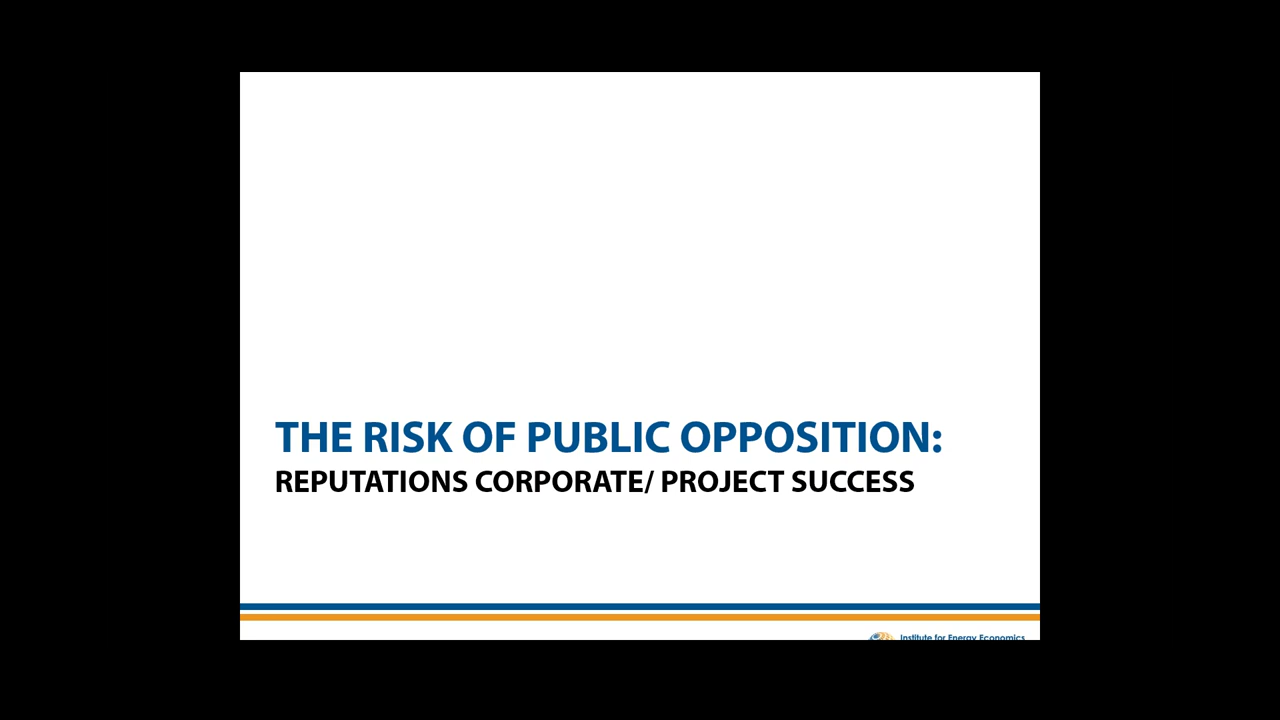 THE RISK OF PUBLIC OPPOSITION:
REPUTATIONS CORPORATE/ PROJECT SUCCESS
Institute for Energy Economics